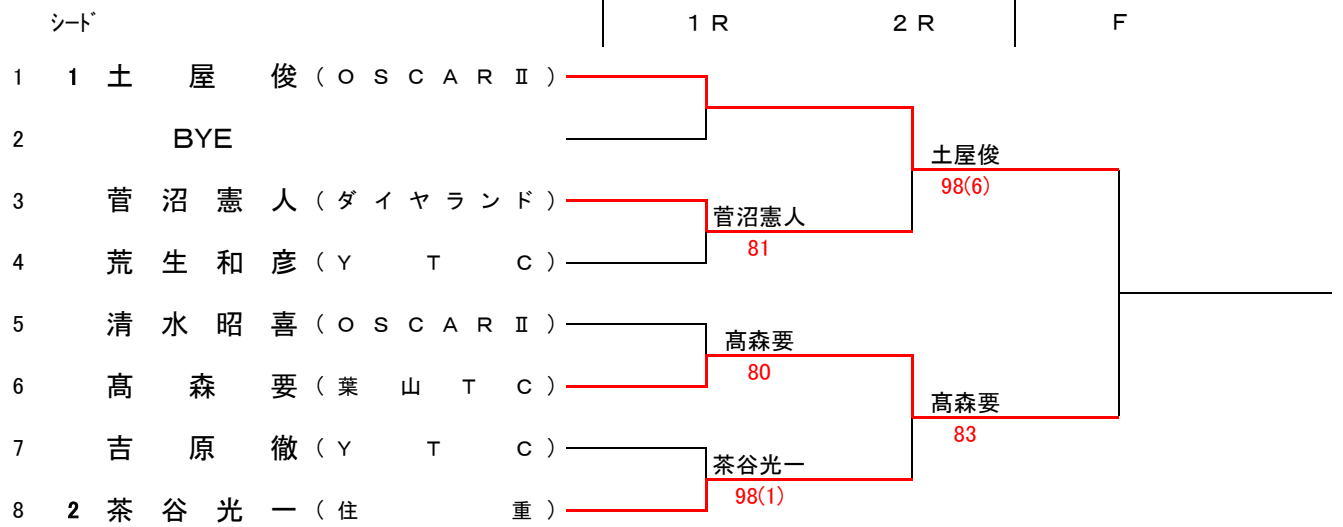 シード 1 R 2 R F
1 1 土屋俊(OSCARⅡ)
2 BYE
土屋俊
98(6)
3 菅沼憲人(ダイヤランド)
菅沼憲人
81
4 荒生和彦(YTC)
5 清水昭喜(OSCARⅡ)
髙森要
80
6 髙森要(葉山TC)
髙森要
83
7 吉原徹(YTC)
茶谷光一
98(1)
8 2 茶谷光一(住重)